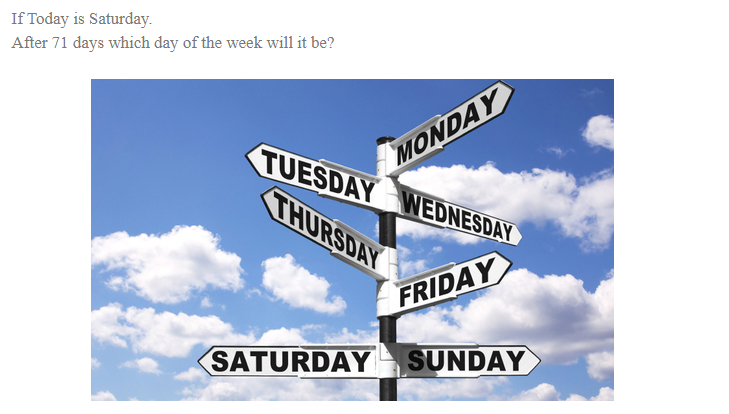 If Today is Saturday.
After 71 days which day of the week will it be?
MONDAY
TUESDAY
WEDNESDAY
THURSDAY
FRIDAY
SATURDAY
SUNDAY